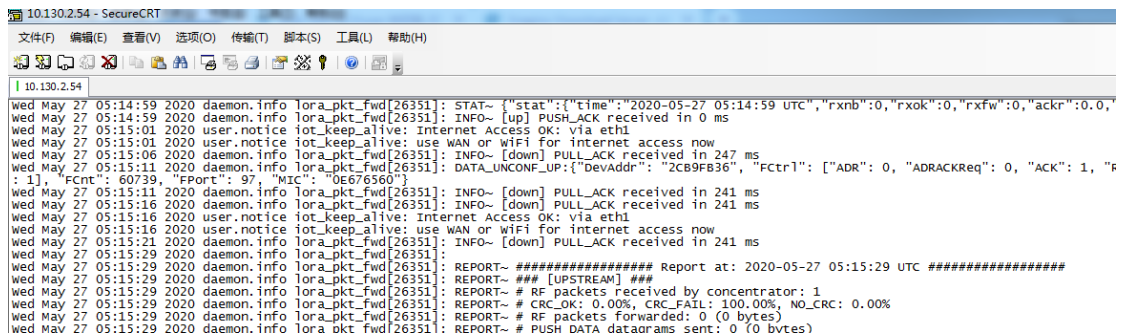 10.130.2.54 - SecureCRT
文件(F) 编辑(E) 查看(V) 选项(O) 传输(T) 脚本(S) 工具(L) 帮助(H)
10.130.2.54
Wed May 27 05:14:59 2020 daemon.info lora_pkt_fwd[26351]: STAT~ {"stat":{"time":"2020-05-27 05:14:59 UTC","rxnb":0,"rxok":0,"rxfw":0,"ackr":0.0,"
Wed May 27 05:14:59 2020 daemon.info lora_pkt_fwd[26351]: INFO~ [up] PUSH_ACK received in 0 ms
Wed May 27 05:15:01 2020 user.notice iot_keep_alive: Internet Access OK: via eth1
Wed May 27 05:15:01 2020 user.notice iot_keep_alive: use WAN or WiFi for internet access now
Wed May 27 05:15:06 2020 daemon.info lora_pkt_fwd[26351]: INFO~ [down] PULL_ACK received in 247 ms
Wed May 27 05:15:11 2020 daemon.info lora_pkt_fwd[26351]: DATA_UNCONF_UP:{"DevAddr": "2CB9FB36", "FCtrl": ["ADR": 0, "ADRACKReq": 0, "ACK": 1, "R
: 1], "FCnt": 60739, "FPort": 97, "MIC": "0E676560"}
Wed May 27 05:15:11 2020 daemon.info lora_pkt_fwd[26351]: INFO~ [down] PULL_ACK received in 241 ms
Wed May 27 05:15:16 2020 daemon.info lora_pkt_fwd[26351]: INFO~ [down] PULL_ACK received in 241 ms
Wed May 27 05:15:16 2020 user.notice iot_keep_alive: Internet Access OK: via eth1
Wed May 27 05:15:16 2020 user.notice iot_keep_alive: use WAN or WiFi for internet access now
Wed May 27 05:15:21 2020 daemon.info lora_pkt_fwd[26351]: INFO~ [down] PULL_ACK received in 241 ms
Wed May 27 05:15:29 2020 daemon.info lora_pkt_fwd[26351]:
Wed May 27 05:15:29 2020 daemon.info lora_pkt_fwd[26351]: REPORT~ ################## Report at: 2020-05-27 05:15:29 UTC ##################
Wed May 27 05:15:29 2020 daemon.info lora_pkt_fwd[26351]: REPORT~ ### [UPSTREAM] ###
Wed May 27 05:15:29 2020 daemon.info lora_pkt_fwd[26351]: REPORT~ # RF packets received by concentrator: 1
Wed May 27 05:15:29 2020 daemon.info lora_pkt_fwd[26351]: REPORT~ # CRC_OK: 0.00%, CRC_FAIL: 100.00%, NO_CRC: 0.00%
Wed May 27 05:15:29 2020 daemon.info lora_pkt_fwd[26351]: REPORT~ # RF packets forwarded: 0 (0 bytes)
Wed May 27 05:15:29 2020 daemon.info lora_pkt_fwd[26351]: REPORT~ # PUSH_DATA datagrams sent: 0 (0 bytes)